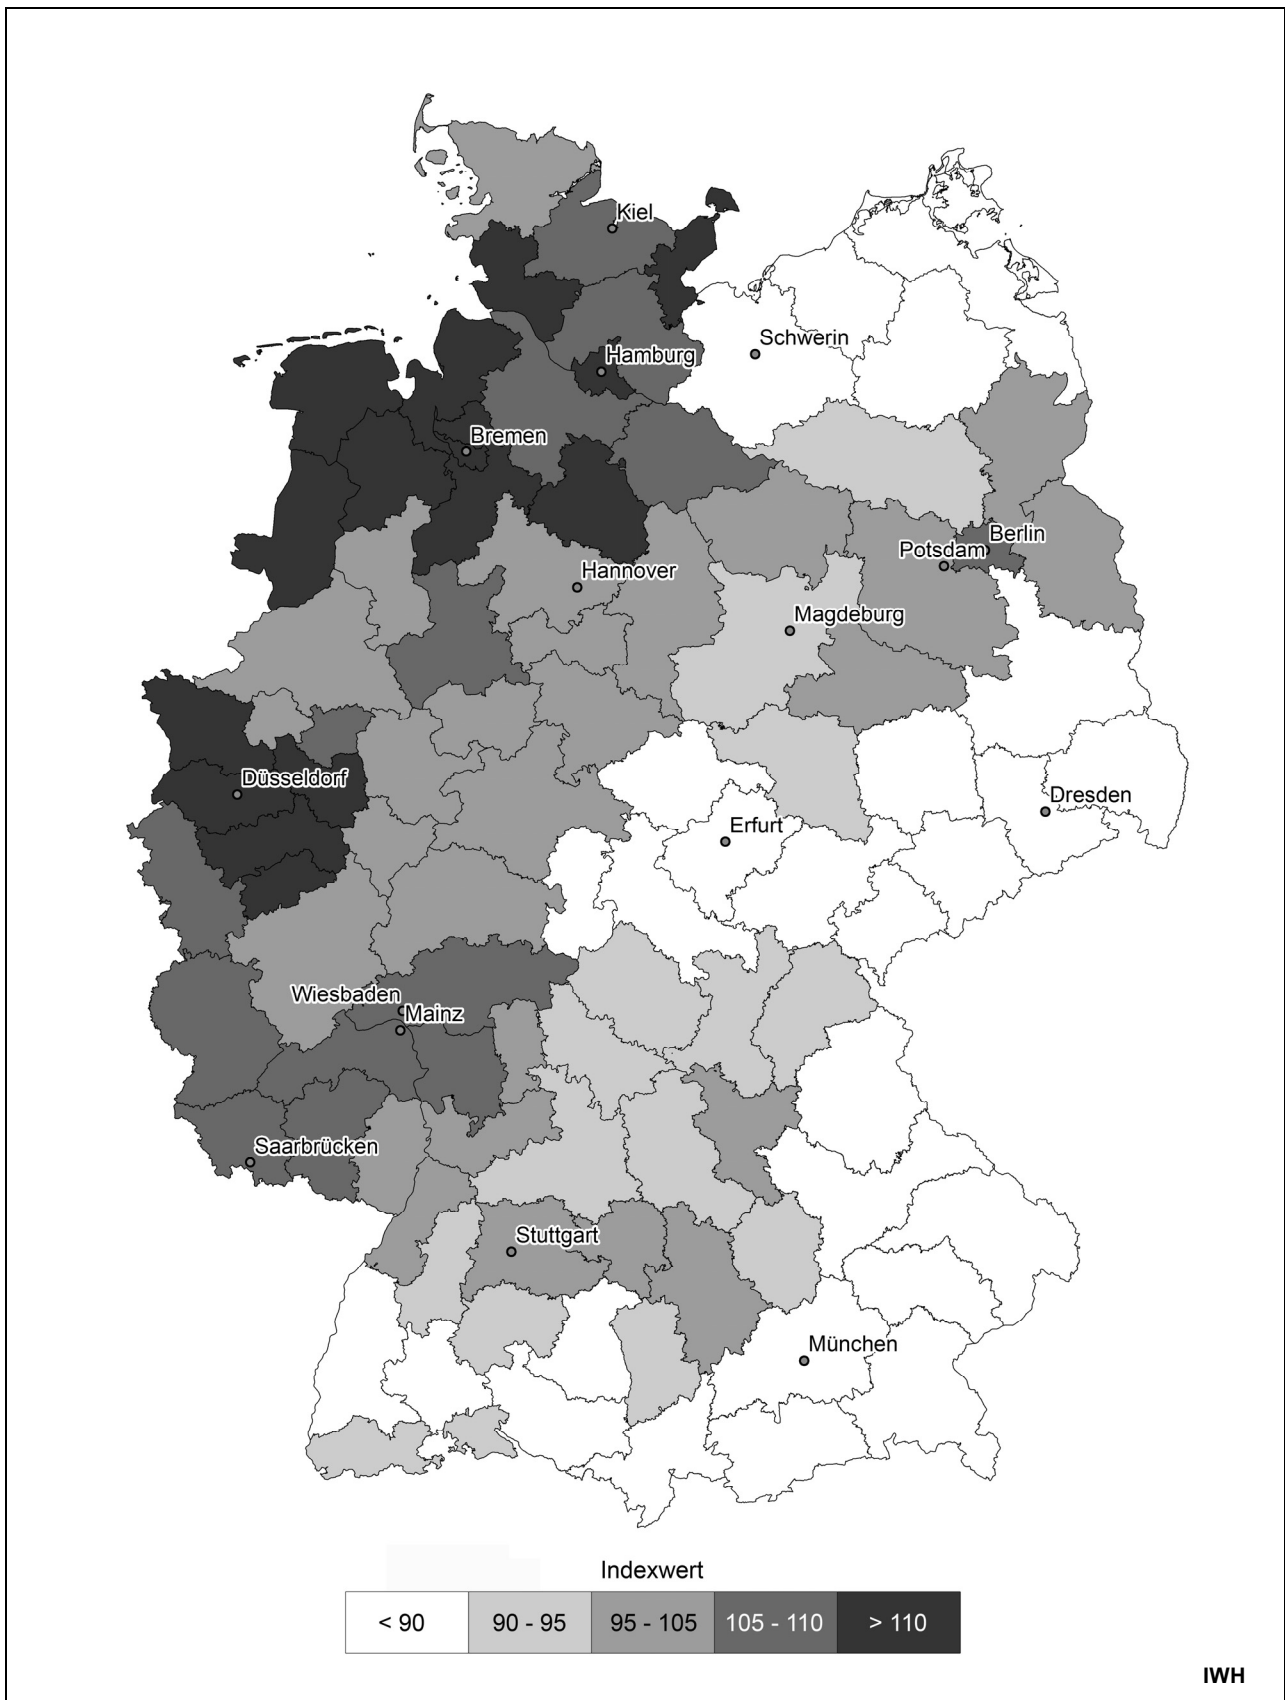 Kiel
Schwerin
Hamburg
Bremen
Berlin
Potsdam
Hannover
Magdeburg
Düsseldorf
Dresden
Erfurt
Wiesbaden
Mainz
Saarbrücken
Stuttgart
München
Indexwert
< 90 90 - 95 95 - 105 105 - 110 > 110
IWH